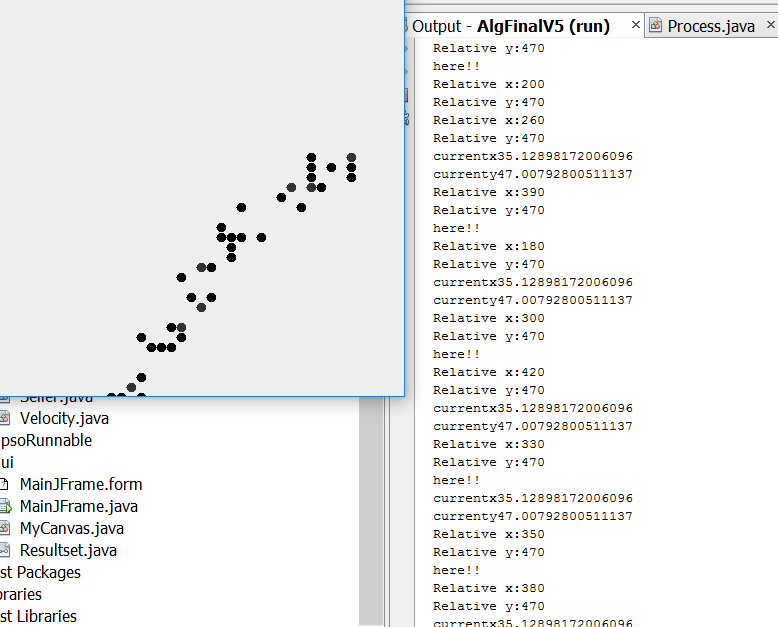 Output - AlgFinalV5 (run) × Process.java ×
Relative y:470
here!!
Relative x:200
Relative y:470
Relative x:260
Relative y:470
currentx35.12898172006096
currenty47.00792800511137
Relative x:390
Relative y:470
here!!
Relative x:180
Relative y:470
currentx35.12898172006096
currenty47.00792800511137
Relative x:300
Relative y:470
here!!
Relative x:420
Relative y:470
currentx35.12898172006096
currenty47.00792800511137
Relative x:330
Relative y:470
here!!
currentx35.12898172006096
currenty47.00792800511137
Relative x:350
Relative y:470
here!!
Relative x:380
Relative y:470
currentx35.12898172006096
Seller.java
Velocity.java
psoRunnable
ui
MainJFrame.form
MainJFrame.java
MyCanvas.java
Resultset.java
st Packages
oraries
st Libraries